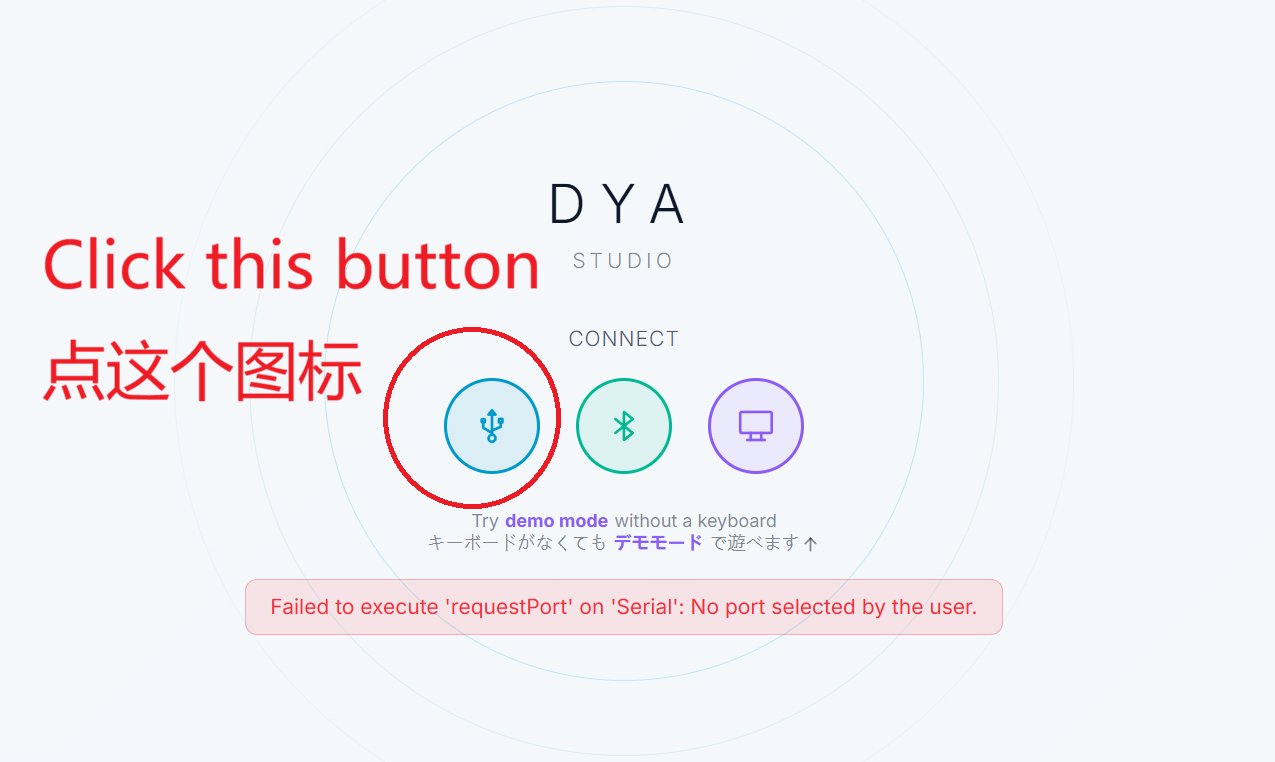 DYA
STUDIO
Click this button
点这个图标
CONNECT
Try demo mode without a keyboard
キーボードがなくても デモモード で遊べます↑
Failed to execute 'requestPort' on 'Serial': No port selected by the user.